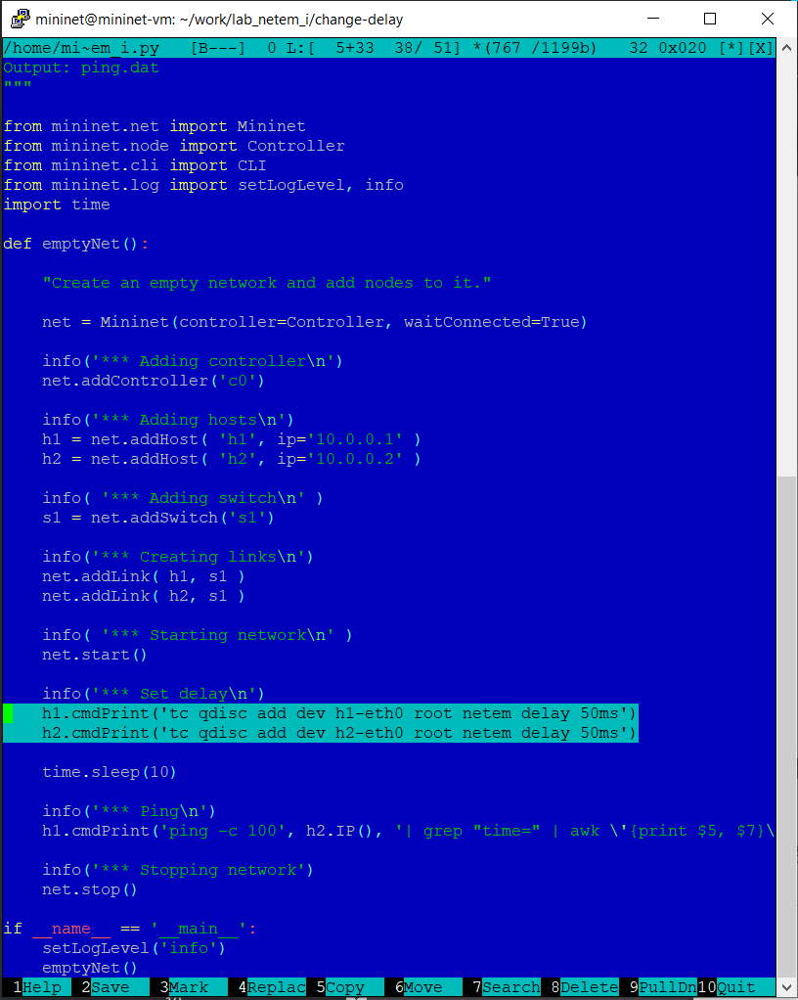 mininet@mininet-vm: ~/work/lab_netem_i/change-delay
/home/mi~em_i.py   [B---]  0 L:[  5+33  38/ 51] *(767 /1199b)   32 0x020 [*][X]
Output: ping.dat
"""
from mininet.net import Mininet
from mininet.node import Controller
from mininet.cli import CLI
from mininet.log import setLogLevel, info
import time
def emptyNet():
    "Create an empty network and add nodes to it."
    net = Mininet(controller=Controller, waitConnected=True)
    info('*** Adding controller\n')
    net.addController('c0')
    info('*** Adding hosts\n')
    h1 = net.addHost( 'h1', ip='10.0.0.1' )
    h2 = net.addHost( 'h2', ip='10.0.0.2' )
    info( '*** Adding switch\n' )
    s1 = net.addSwitch('s1')
    info('*** Creating links\n')
    net.addLink( h1, s1 )
    net.addLink( h2, s1 )
    info( '*** Starting network\n' )
    net.start()
    info('*** Set delay\n')
    h1.cmdPrint('tc qdisc add dev h1-eth0 root netem delay 50ms')
    h2.cmdPrint('tc qdisc add dev h2-eth0 root netem delay 50ms')
    time.sleep(10)
    info('*** Ping\n')
    h1.cmdPrint('ping -c 100', h2.IP(), '| grep "time=" | awk \'{print $5, $7}\
    info('*** Stopping network')
    net.stop()
if __name__ == '__main__':
    setLogLevel('info')
    emptyNet()
1Help  2Save  3Mark  4Replac  5Copy  6Move  7Search  8Delete  9PullDn  10Quit